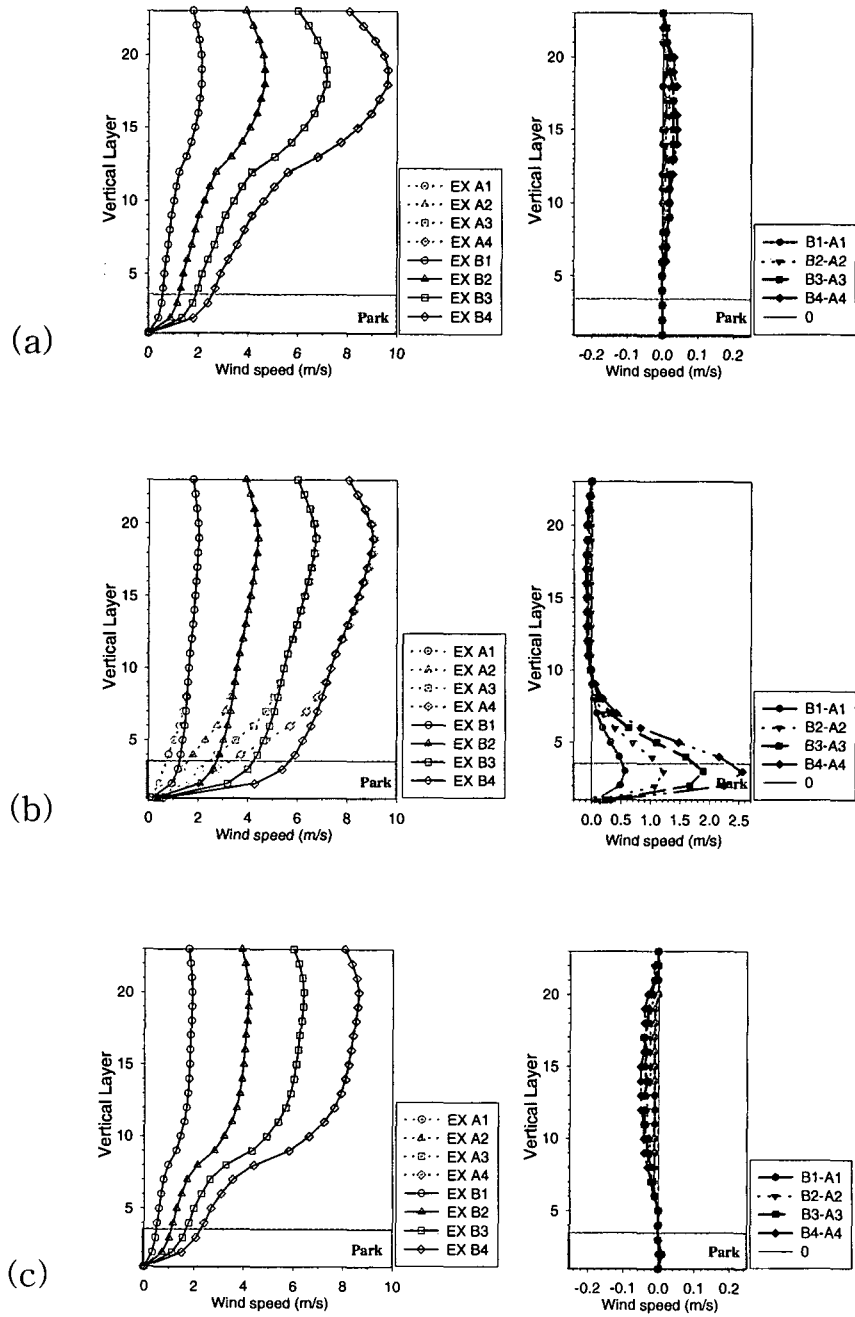 (a)
Vertical Layer
20
15
10
5
0 2 4 6 8 10
Wind speed (m/s)
Park
EX A1
EX A2
EX A3
EX A4
EX B1
EX B2
EX B3
EX B4
Vertical Layer
20
15
10
5
-0.2 -0.1 0.0 0.1 0.2
Wind speed (m/s)
Park
B1-A1
B2-A2
B3-A3
B4-A4
0
(b)
Vertical Layer
20
15
10
5
0 2 4 6 8 10
Wind speed (m/s)
Park
EX A1
EX A2
EX A3
EX A4
EX B1
EX B2
EX B3
EX B4
Vertical Layer
20
15
10
5
0.0 0.5 1.0 1.5 2.0 2.5
Wind speed (m/s)
Park
B1-A1
B2-A2
B3-A3
B4-A4
0
(c)
Vertical Layer
20
15
10
5
0 2 4 6 8 10
Wind speed (m/s)
Park
EX A1
EX A2
EX A3
EX A4
EX B1
EX B2
EX B3
EX B4
Vertical Layer
20
15
10
5
-0.2 -0.1 0.0 0.1 0.2
Wind speed (m/s)
Park
B1-A1
B2-A2
B3-A3
B4-A4
0